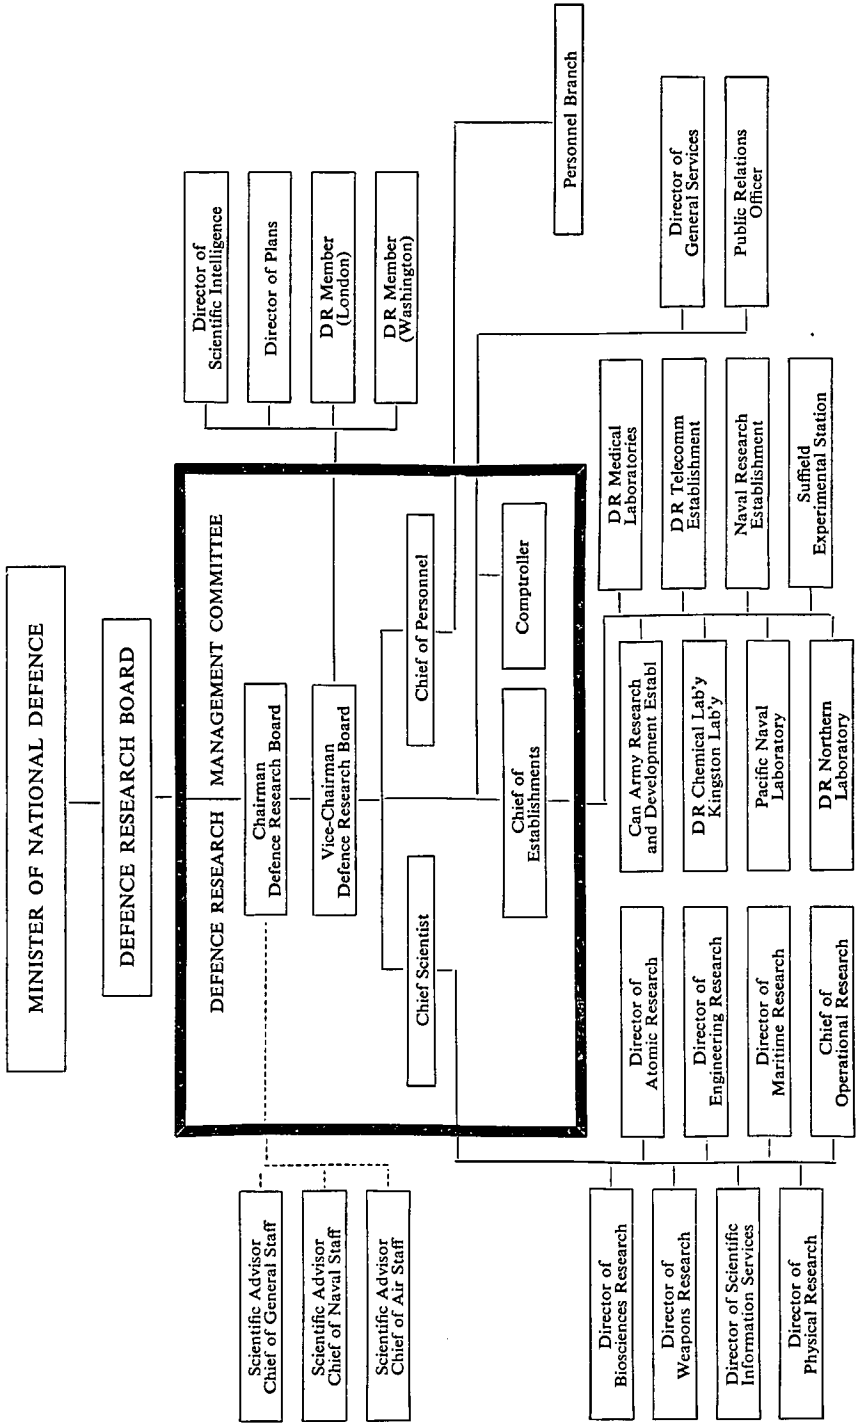 MINISTER OF NATIONAL DEFENCE
DEFENCE RESEARCH BOARD
DEFENCE RESEARCH MANAGEMENT COMMITTEE
Chairman
Defence Research Board
Vice-Chairman
Defence Research Board
Scientific Advisor
Chief of General Staff
Scientific Advisor
Chief of Naval Staff
Scientific Advisor
Chief of Air Staff
Director of
Scientific Intelligence
Director of Plans
DR Member
(London)
DR Member
(Washington)
Chief Scientist
Chief of Personnel
Chief of
Establishments
Comptroller
Personnel Branch
Director of
General Services
Public Relations
Officer
Director of
Biosciences Research
Director of
Weapons Research
Director of Scientific
Information Services
Director of
Physical Research
Director of
Atomic Research
Director of
Engineering Research
Director of
Maritime Research
Chief of
Operational Research
Can Army Research
and Development Establ
DR Chemical Lab'y
Kingston Lab'y
Pacific Naval
Laboratory
DR Northern
Laboratory
DR Medical
Laboratories
DR Telecomm
Establishment
Naval Research
Establishment
Suffield
Experimental Station